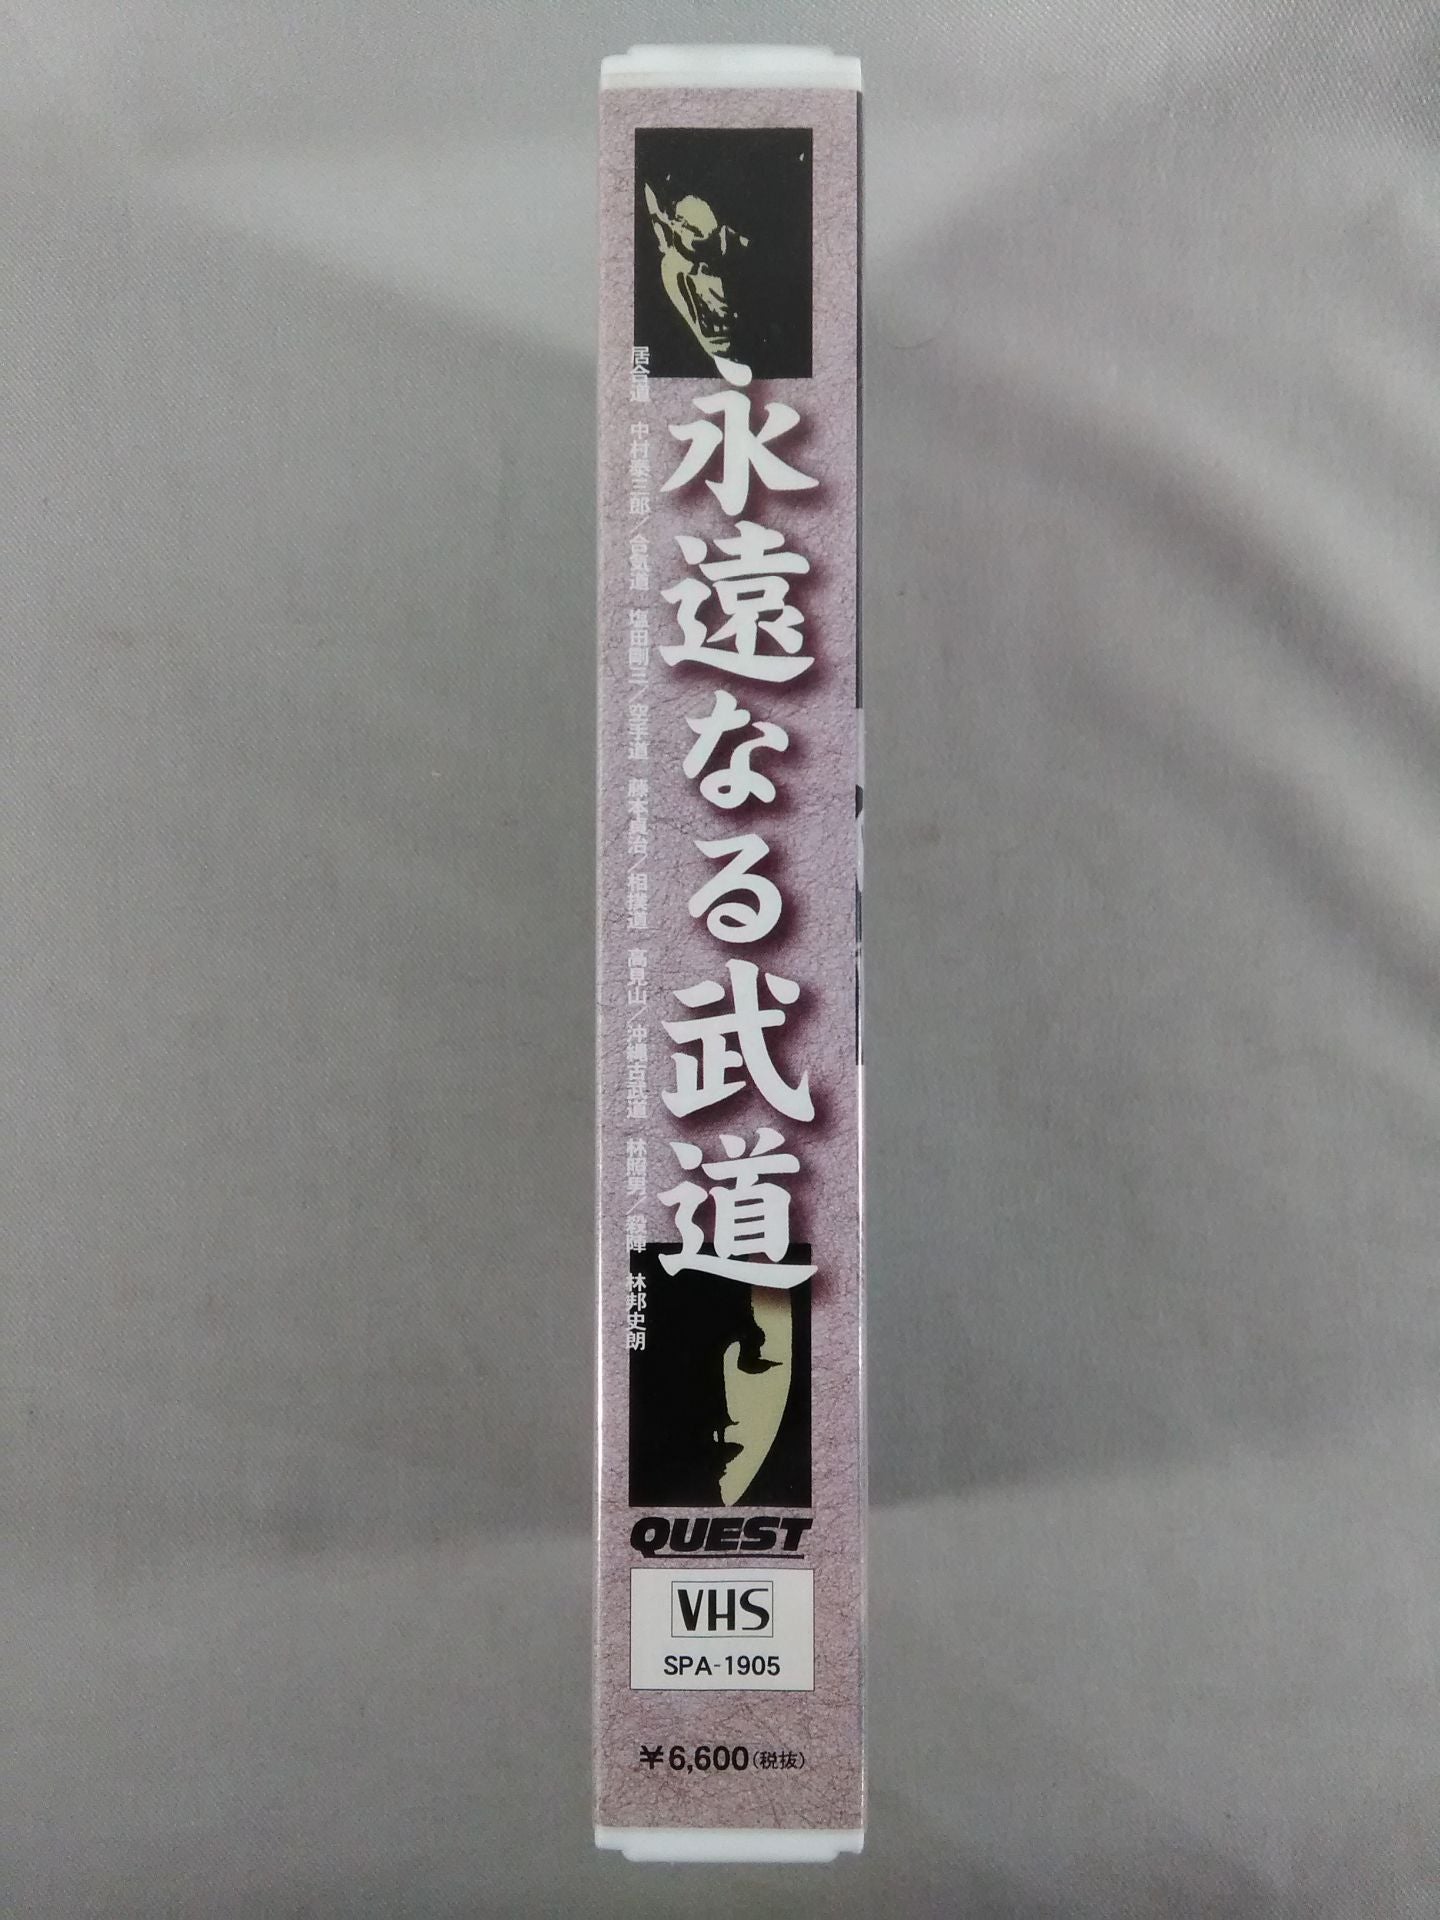 永遠なる武道
居合道 中村泰三郎／合気道 塩田剛三／空手道 藤本貞治／相撲道 高見山／沖縄古武道 林照男／殺陣 林邦史朗
QUEST
VHS
SPA-1905
￥6,600(税抜)